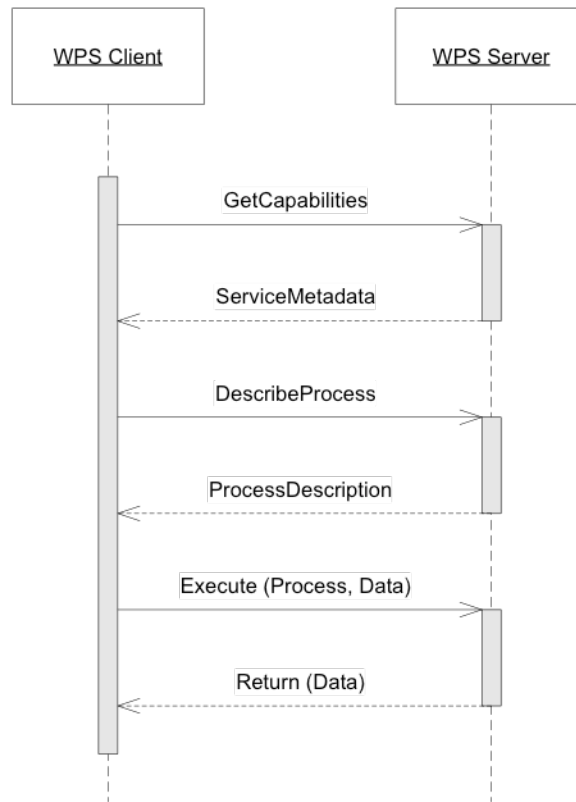 WPS Client
WPS Server
GetCapabilities
ServiceMetadata
DescribeProcess
ProcessDescription
Execute (Process, Data)
Return (Data)